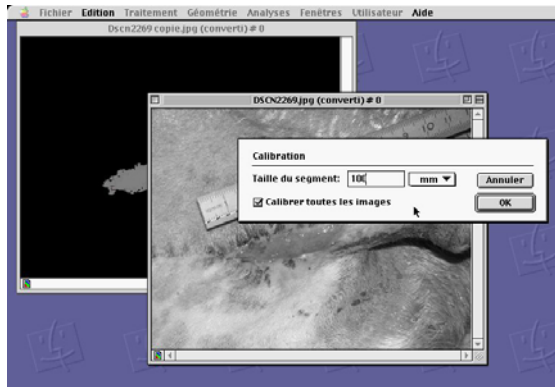 Fichier Edition Traitement Géométrie Analyses Fenêtres Utilisateur Aide
Dscn2269 copie.jpg (converti) # 0
DSCN2269.jpg (converti) # 0
Calibration
Taille du segment: 100 mm
Annuler
Calibrer toutes les images
OK